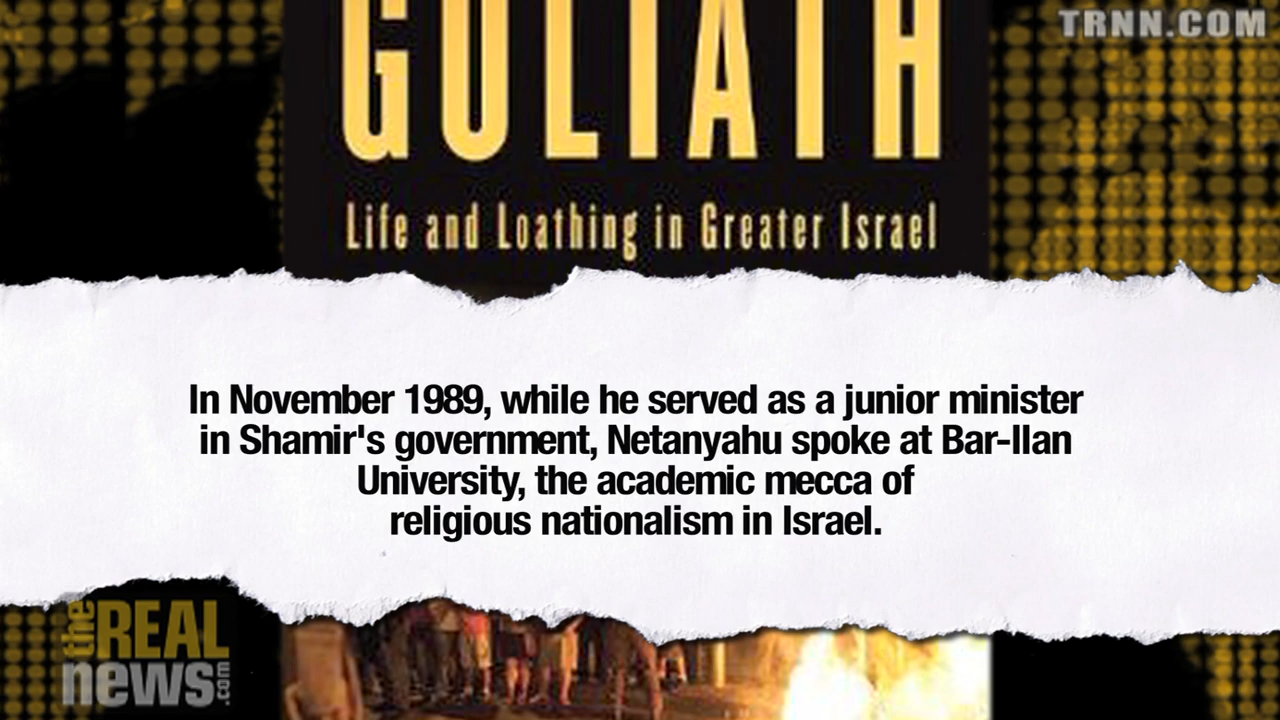 TRNN.COM
GOLIATH
Life and Loathing in Greater Israel
In November 1989, while he served as a junior minister
in Shamir's government, Netanyahu spoke at Bar-Ilan
University, the academic mecca of
religious nationalism in Israel.
the REAL
news.com